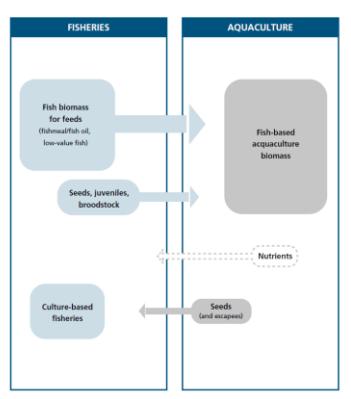 FISHERIES
AQUACULTURE
Fish biomass
for feeds
(fishmeal/fish oil,
low-value fish)
Fish-based
acquaculture
biomass
Seeds, juveniles,
broodstock
Nutrients
Culture-based
fisheries
Seeds
(and escapees)